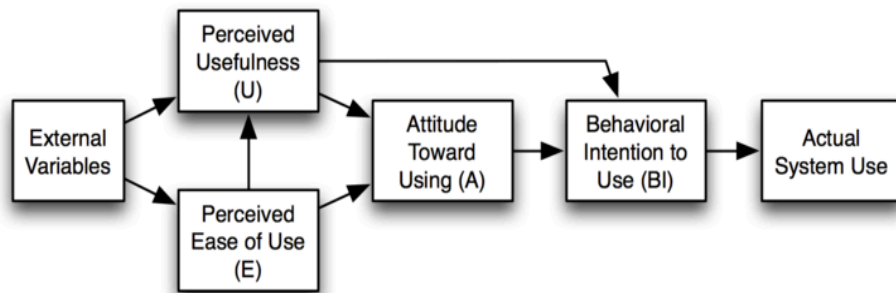 External
Variables
Perceived
Usefulness
(U)
Perceived
Ease of Use
(E)
Attitude
Toward
Using (A)
Behavioral
Intention to
Use (BI)
Actual
System Use